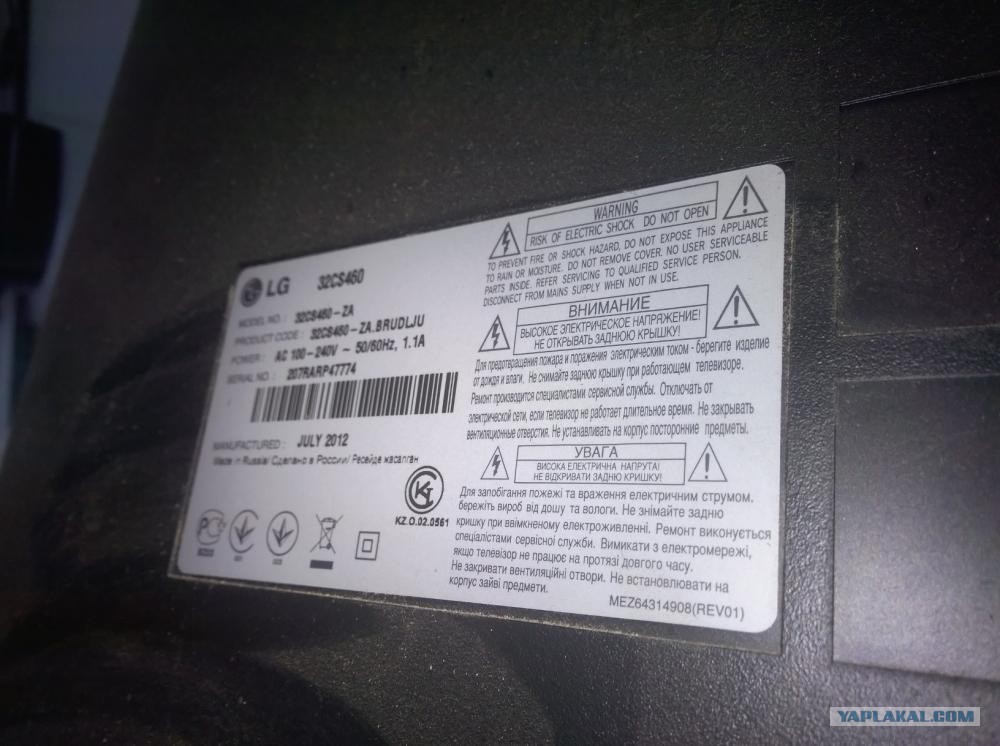 LG 32CS460
MODEL NO. : 32CS460-ZA
PRODUCT CODE : 32CS460-ZA.BRUDLJU
POWER : AC 100-240V ~ 50/60Hz, 1.1A
SERIAL NO. : 207RARP47774
MANUFACTURED : JULY 2012
Made in Russia/ Сделано в России/ Ресейде жасалган
KZ.O.02.0561
WARNING
RISK OF ELECTRIC SHOCK DO NOT OPEN
TO PREVENT FIRE OR SHOCK HAZARD, DO NOT EXPOSE THIS APPLIANCE
TO RAIN OR MOISTURE. DO NOT REMOVE COVER. NO USER SERVICEABLE
PARTS INSIDE. REFER SERVICING TO QUALIFIED SERVICE PERSON.
DISCONNECT FROM MAINS SUPPLY WHEN NOT IN USE.
ВНИМАНИЕ
ВЫСОКОЕ ЭЛЕКТРИЧЕСКОЕ НАПРЯЖЕНИЕ!
НЕ ОТКРЫВАТЬ ЗАДНЮЮ КРЫШКУ!
Для предотвращения пожара и поражения электрическим током - берегите изделие
от дождя и влаги. Не снимайте заднюю крышку при работающем телевизоре.
Ремонт производится специалистами сервисной службы. Отключать от
электрической сети, если телевизор не работает длительное время. Не закрывать
вентиляционные отверстия. Не устанавливать на корпус посторонние предметы.
УВАГА
ВИСОКА ЕЛЕКТРИЧНА НАПРУГА!
НЕ ВІДКРИВАТИ ЗАДНЮ КРИШКУ!
Для запобігання пожежі та враження електричним струмом.
бережіть виріб від дощу та вологи. Не знімайте задню
кришку при ввімкненому електроживленні. Ремонт виконується
спеціалістами сервісної служби. Вимикати з електромережі,
якщо телевізор не працює на протязі довгого часу.
Не закривати вентиляційні отвори. Не встановлювати на
корпус зайві предмети.
MEZ64314908(REV01)
YAPLAKAL.COM